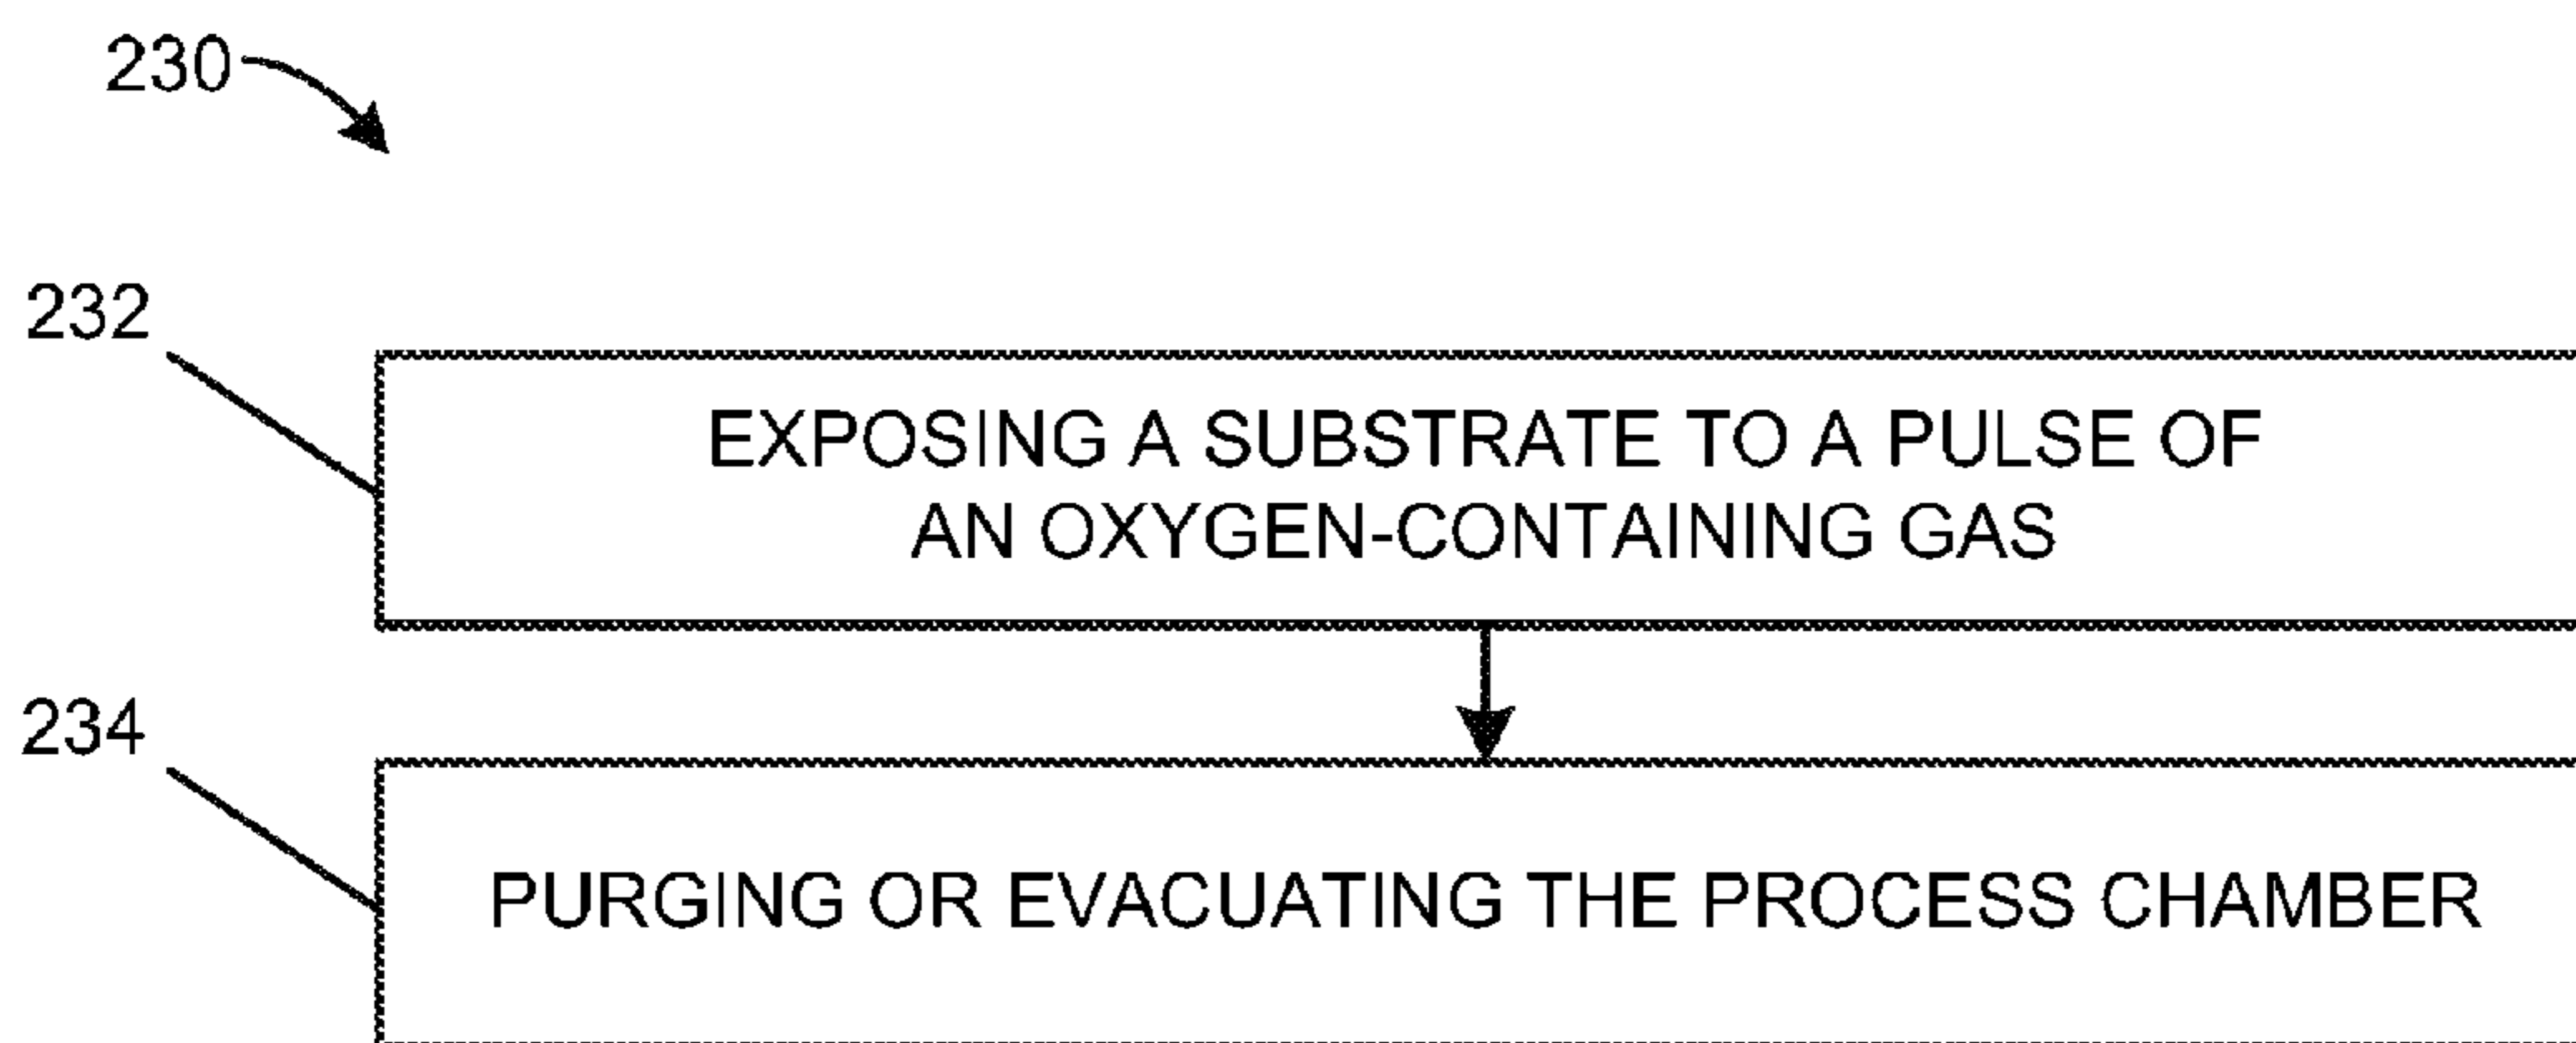 230
232
EXPOSING A SUBSTRATE TO A PULSE OF
AN OXYGEN-CONTAINING GAS
234
PURGING OR EVACUATING THE PROCESS CHAMBER